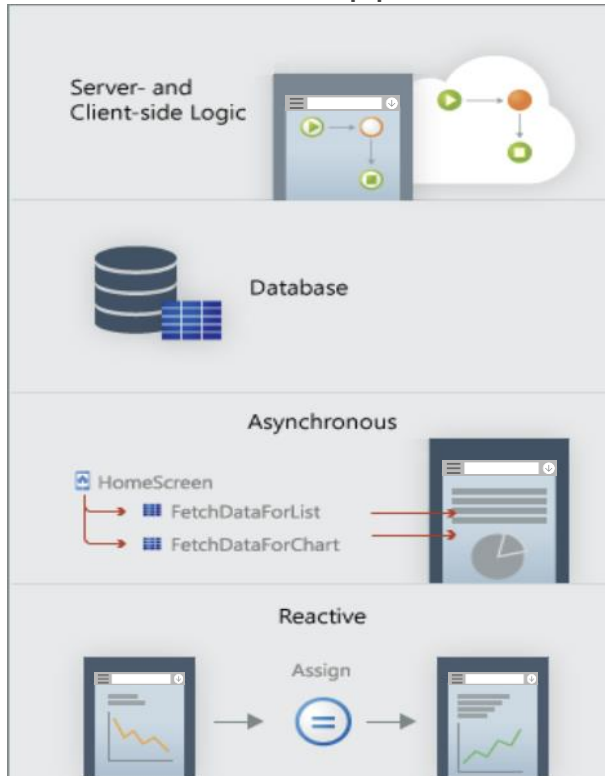 Server- and
Client-side Logic
Database
Asynchronous
HomeScreen
FetchDataForList
FetchDataForChart
Reactive
Assign